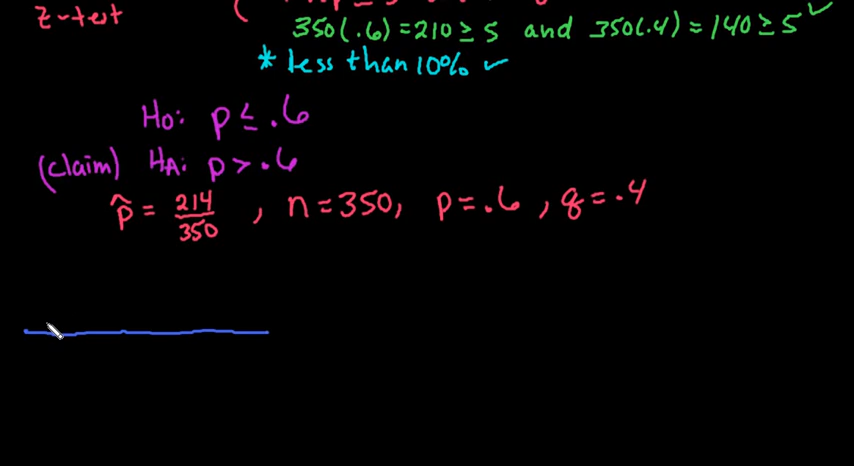 z-test (
350(.6) = 210 ≥ 5 and 350(.4) = 140 ≥ 5 ✓
* less than 10% ✓
H₀: p ≤ .6
(claim) Hₐ: p > .6
p̂ = 214/350 , n = 350, p = .6 , q = .4